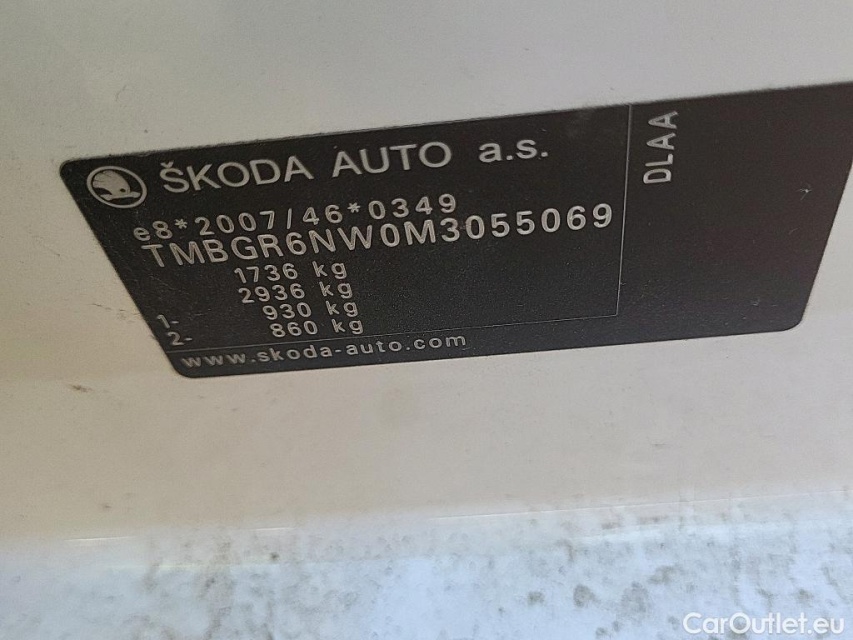 ŠKODA AUTO a.s.
e8*2007/46*0349
TMBGR6NW0M3055069
1736 kg
2936 kg
1- 930 kg
2- 860 kg
www.skoda-auto.com
DLAA
CarOutlet.eu